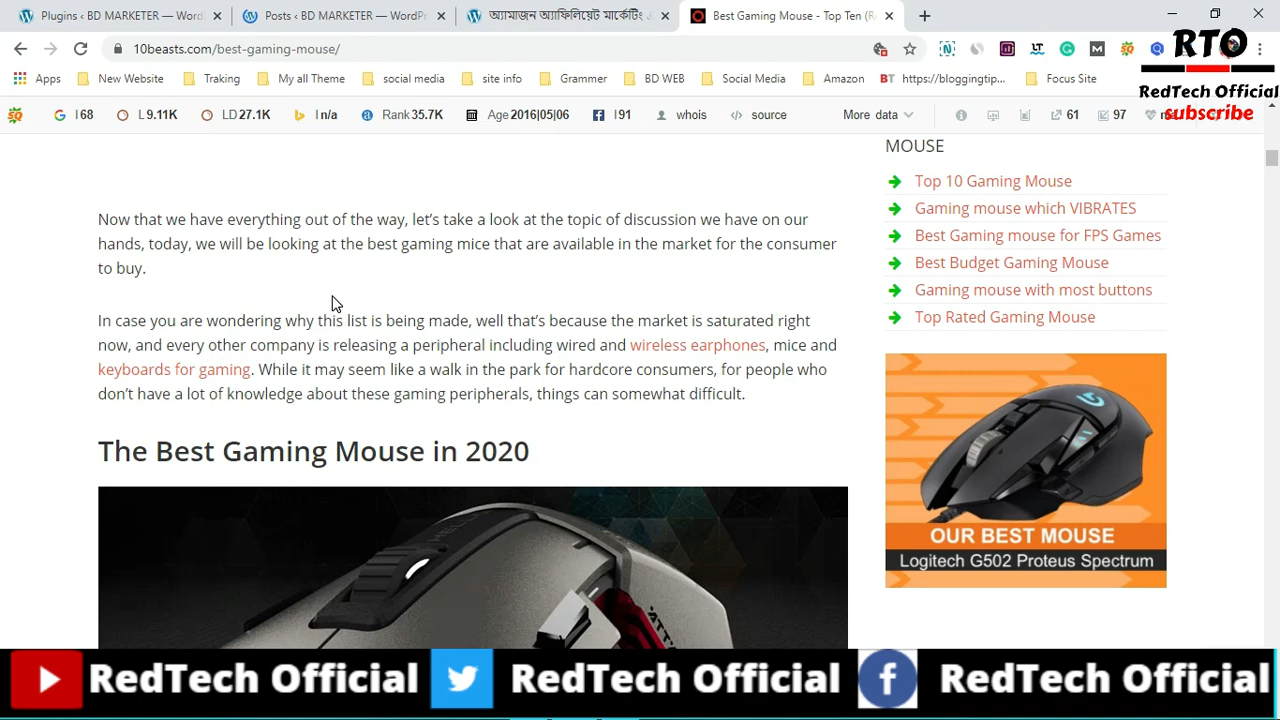 Plugins ‹ BD MARKETER — Word
Posts ‹ BD MARKETER — WordPr
অ্যামাজন অ্যাফিলিয়েট মার্কেটিং
Best Gaming Mouse - Top Ten (R
10beasts.com/best-gaming-mouse/
RTO
Apps
New Website
Traking
My all Theme
social media
site info
Grammer
BD WEB
Social Media
Amazon
BT https://bloggingtip...
Focus Site
RedTech Official
subscribe
I 68
L 9.11K
LD 27.1K
I n/a
Rank 35.7K
Age 2016|05|06
I 91
whois
source
More data
61
97
MOUSE
Top 10 Gaming Mouse
Gaming mouse which VIBRATES
Best Gaming mouse for FPS Games
Best Budget Gaming Mouse
Gaming mouse with most buttons
Top Rated Gaming Mouse
Now that we have everything out of the way, let's take a look at the topic of discussion we have on our
hands, today, we will be looking at the best gaming mice that are available in the market for the consumer
to buy.
In case you are wondering why this list is being made, well that's because the market is saturated right
now, and every other company is releasing a peripheral including wired and wireless earphones, mice and
keyboards for gaming. While it may seem like a walk in the park for hardcore consumers, for people who
don't have a lot of knowledge about these gaming peripherals, things can somewhat difficult.
The Best Gaming Mouse in 2020
OUR BEST MOUSE
Logitech G502 Proteus Spectrum
RedTech Official
RedTech Official
RedTech Official